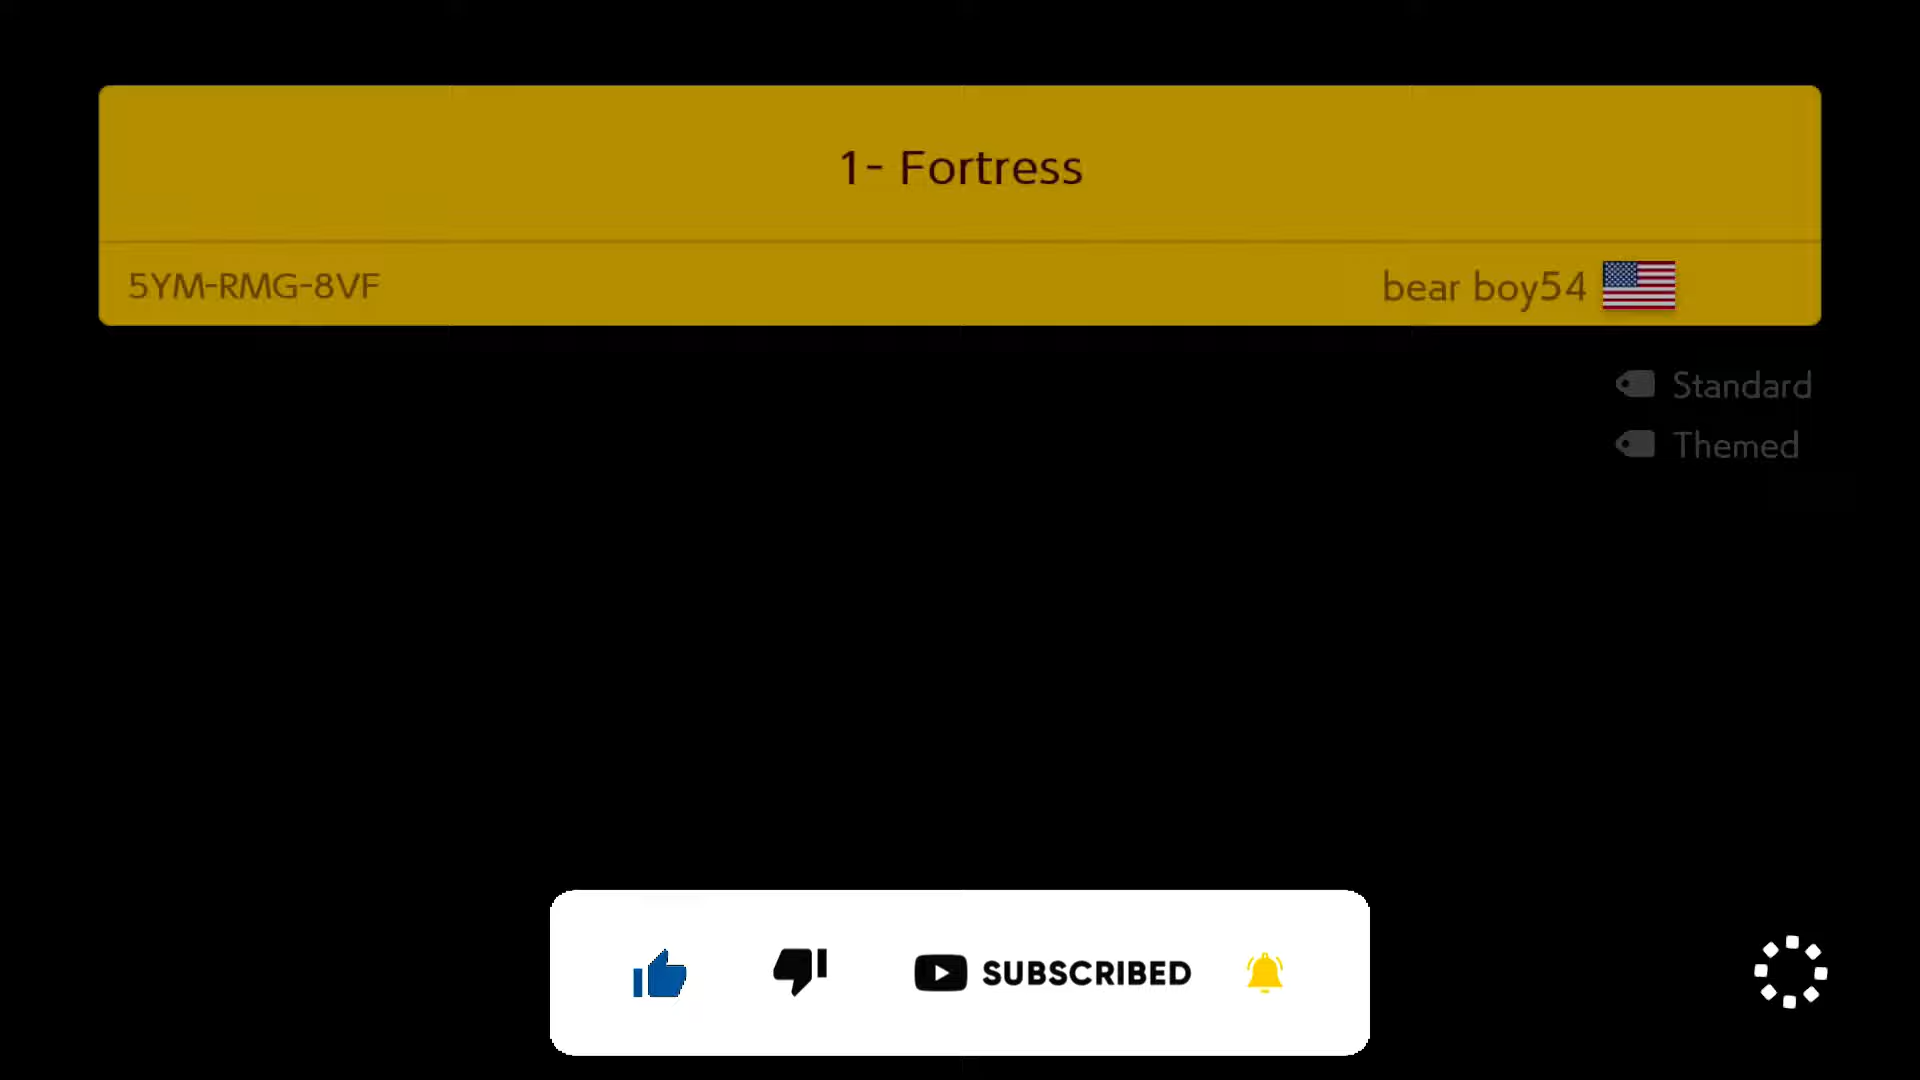 1- Fortress
5YM-RMG-8VF
bear boy54
Standard
Themed
SUBSCRIBED